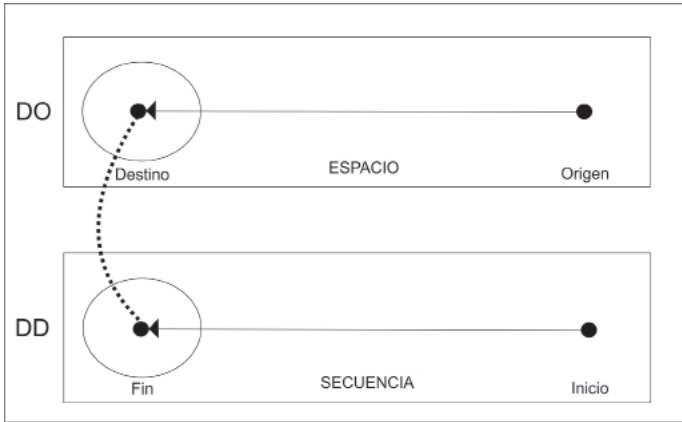 DO
ESPACIO
Destino
Origen
DD
SECUENCIA
Fin
Inicio